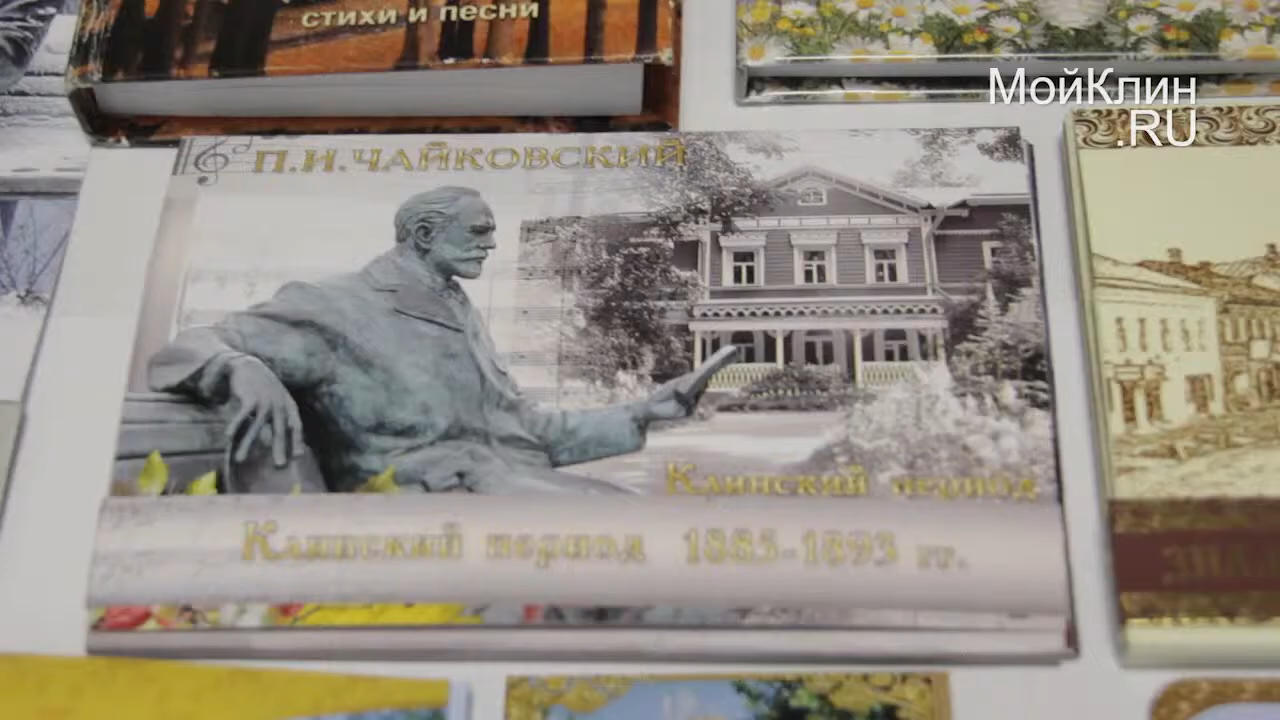 стихи и песни
МойКлин
.RU
П.И.ЧАЙКОВСКИЙ
Клинский период
Клинский период 1885-1893 гг.